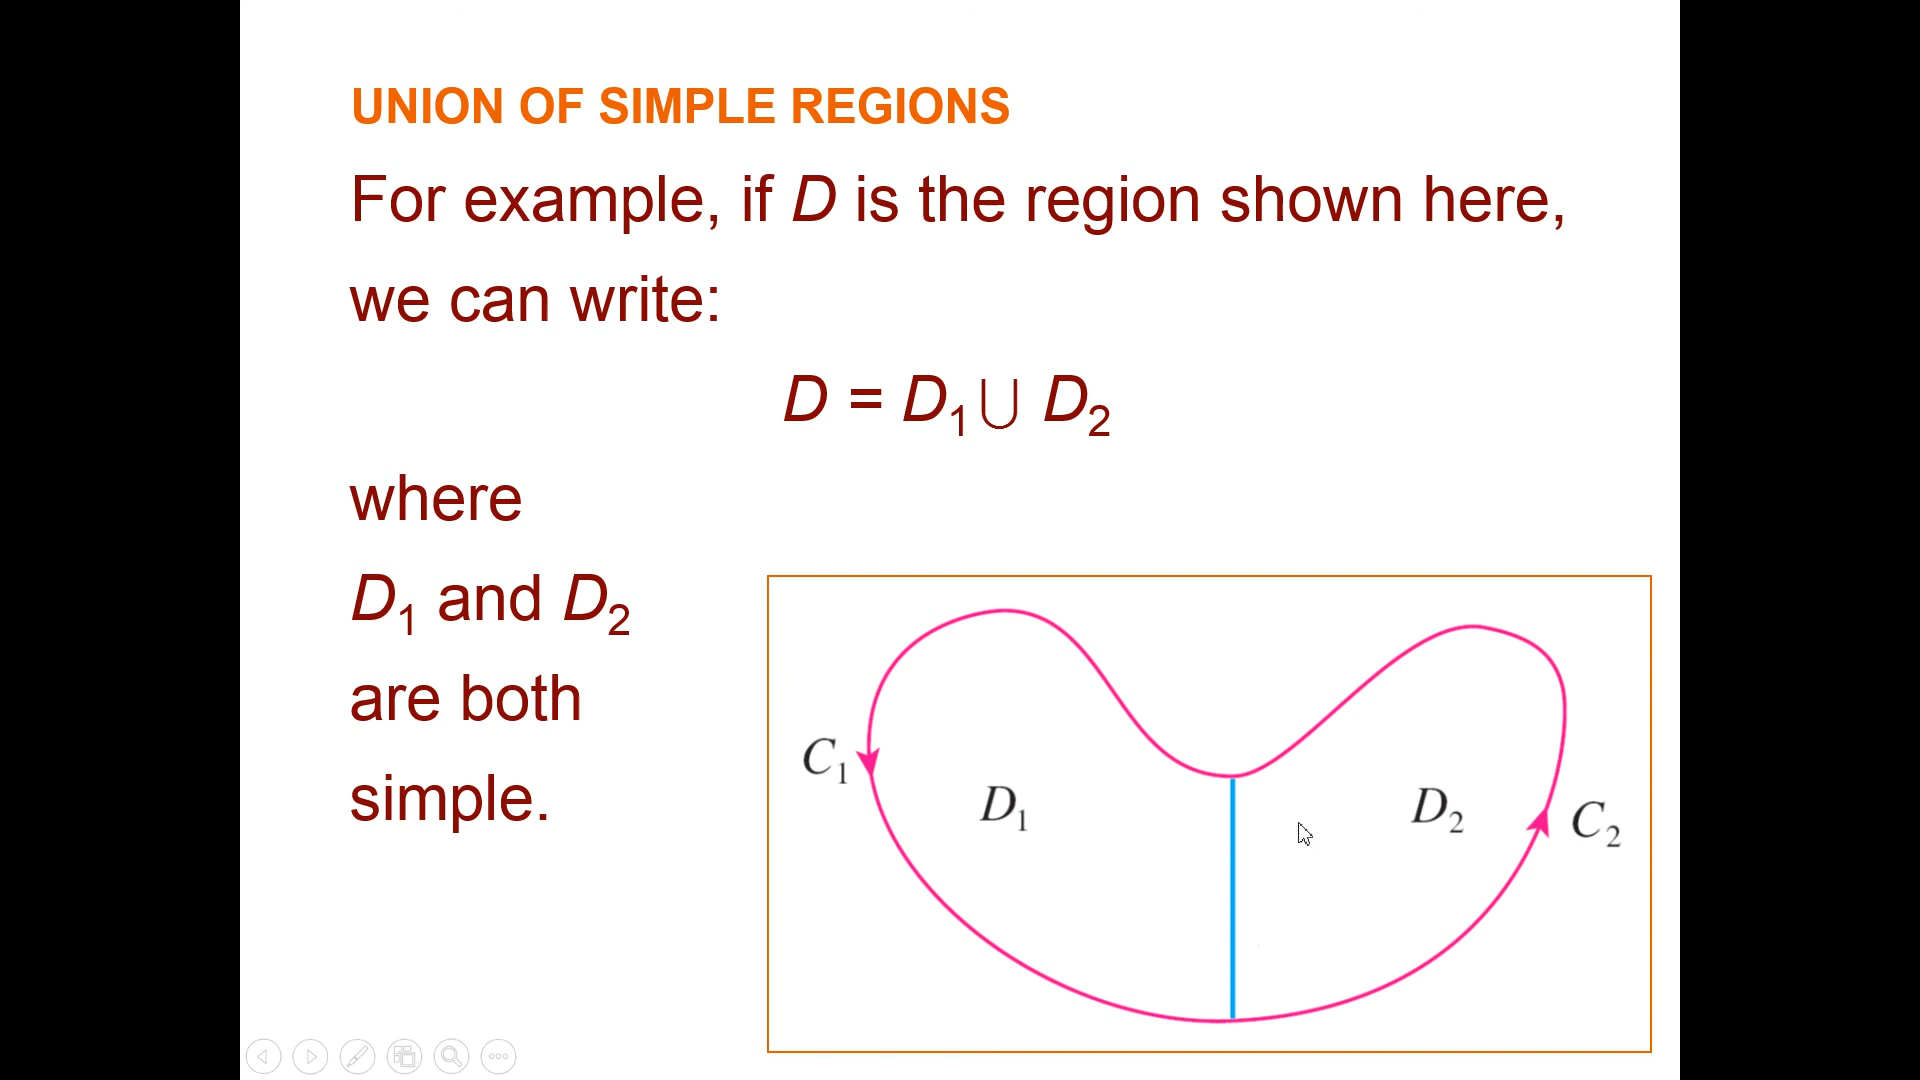 UNION OF SIMPLE REGIONS
For example, if D is the region shown here,
we can write:
D = D₁ ∪ D₂
where
D₁ and D₂
are both
simple.
C₁
D₁
D₂
C₂